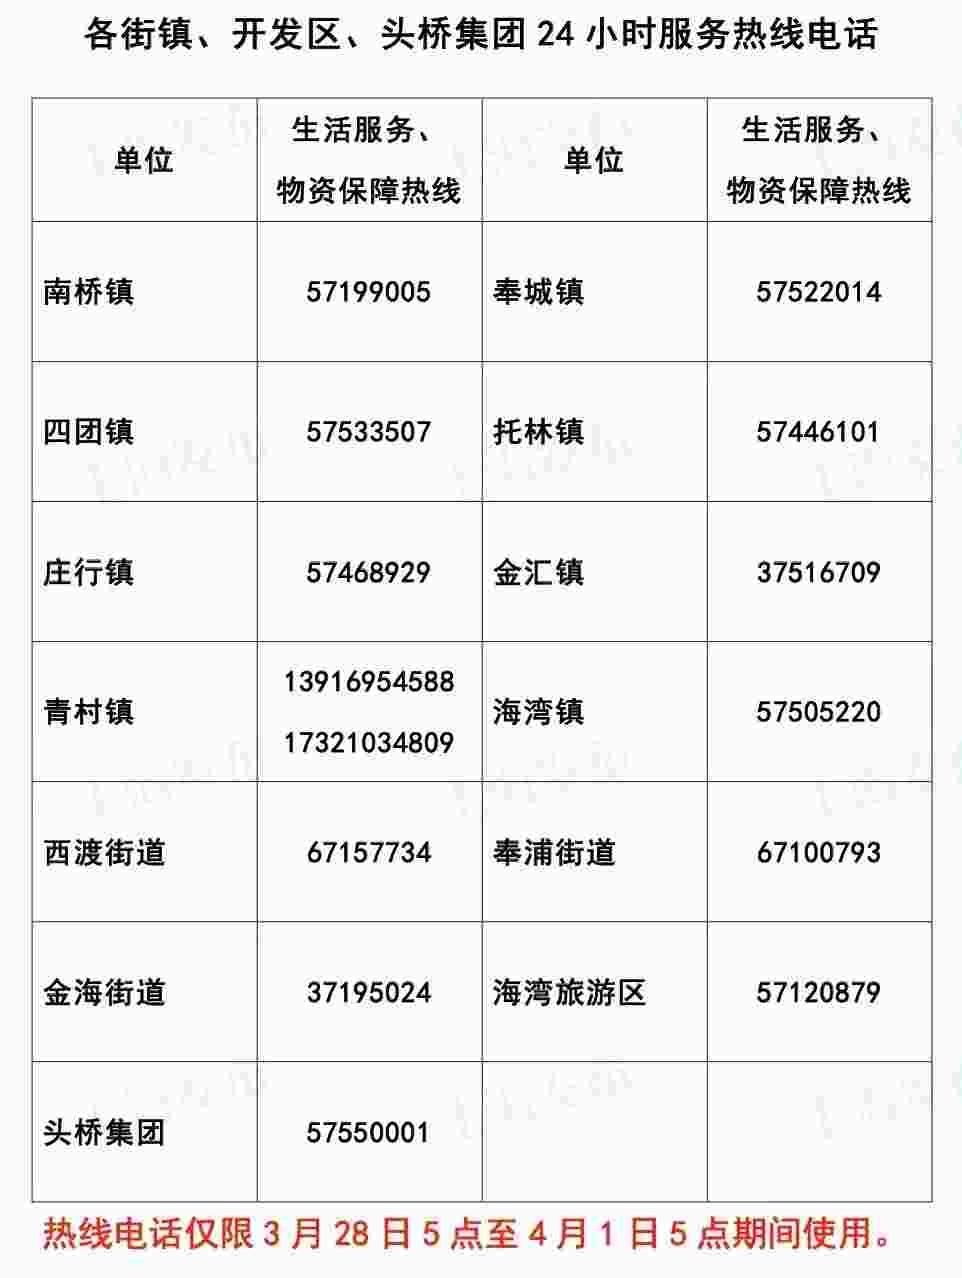 各街镇、开发区、头桥集团24小时服务热线电话
单位 生活服务、物资保障热线 单位 生活服务、物资保障热线
南桥镇 57199005 奉城镇 57522014
四团镇 57533507 托林镇 57446101
庄行镇 57468929 金汇镇 37516709
青村镇 13916954588 17321034809 海湾镇 57505220
西渡街道 67157734 奉浦街道 67100793
金海街道 37195024 海湾旅游区 57120879
头桥集团 57550001
热线电话仅限3月28日5点至4月1日5点期间使用。